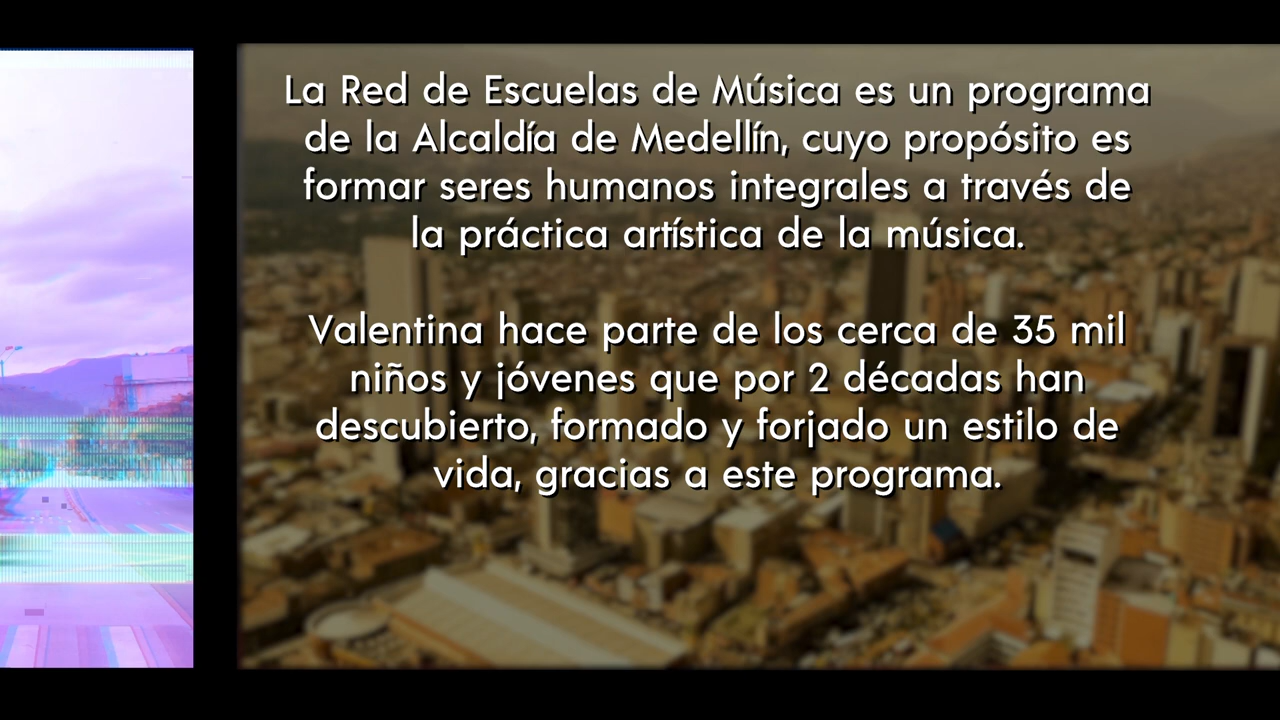 La Red de Escuelas de Música es un programa
de la Alcaldía de Medellín, cuyo propósito es
formar seres humanos integrales a través de
la práctica artística de la música.
Valentina hace parte de los cerca de 35 mil
niños y jóvenes que por 2 décadas han
descubierto, formado y forjado un estilo de
vida, gracias a este programa.